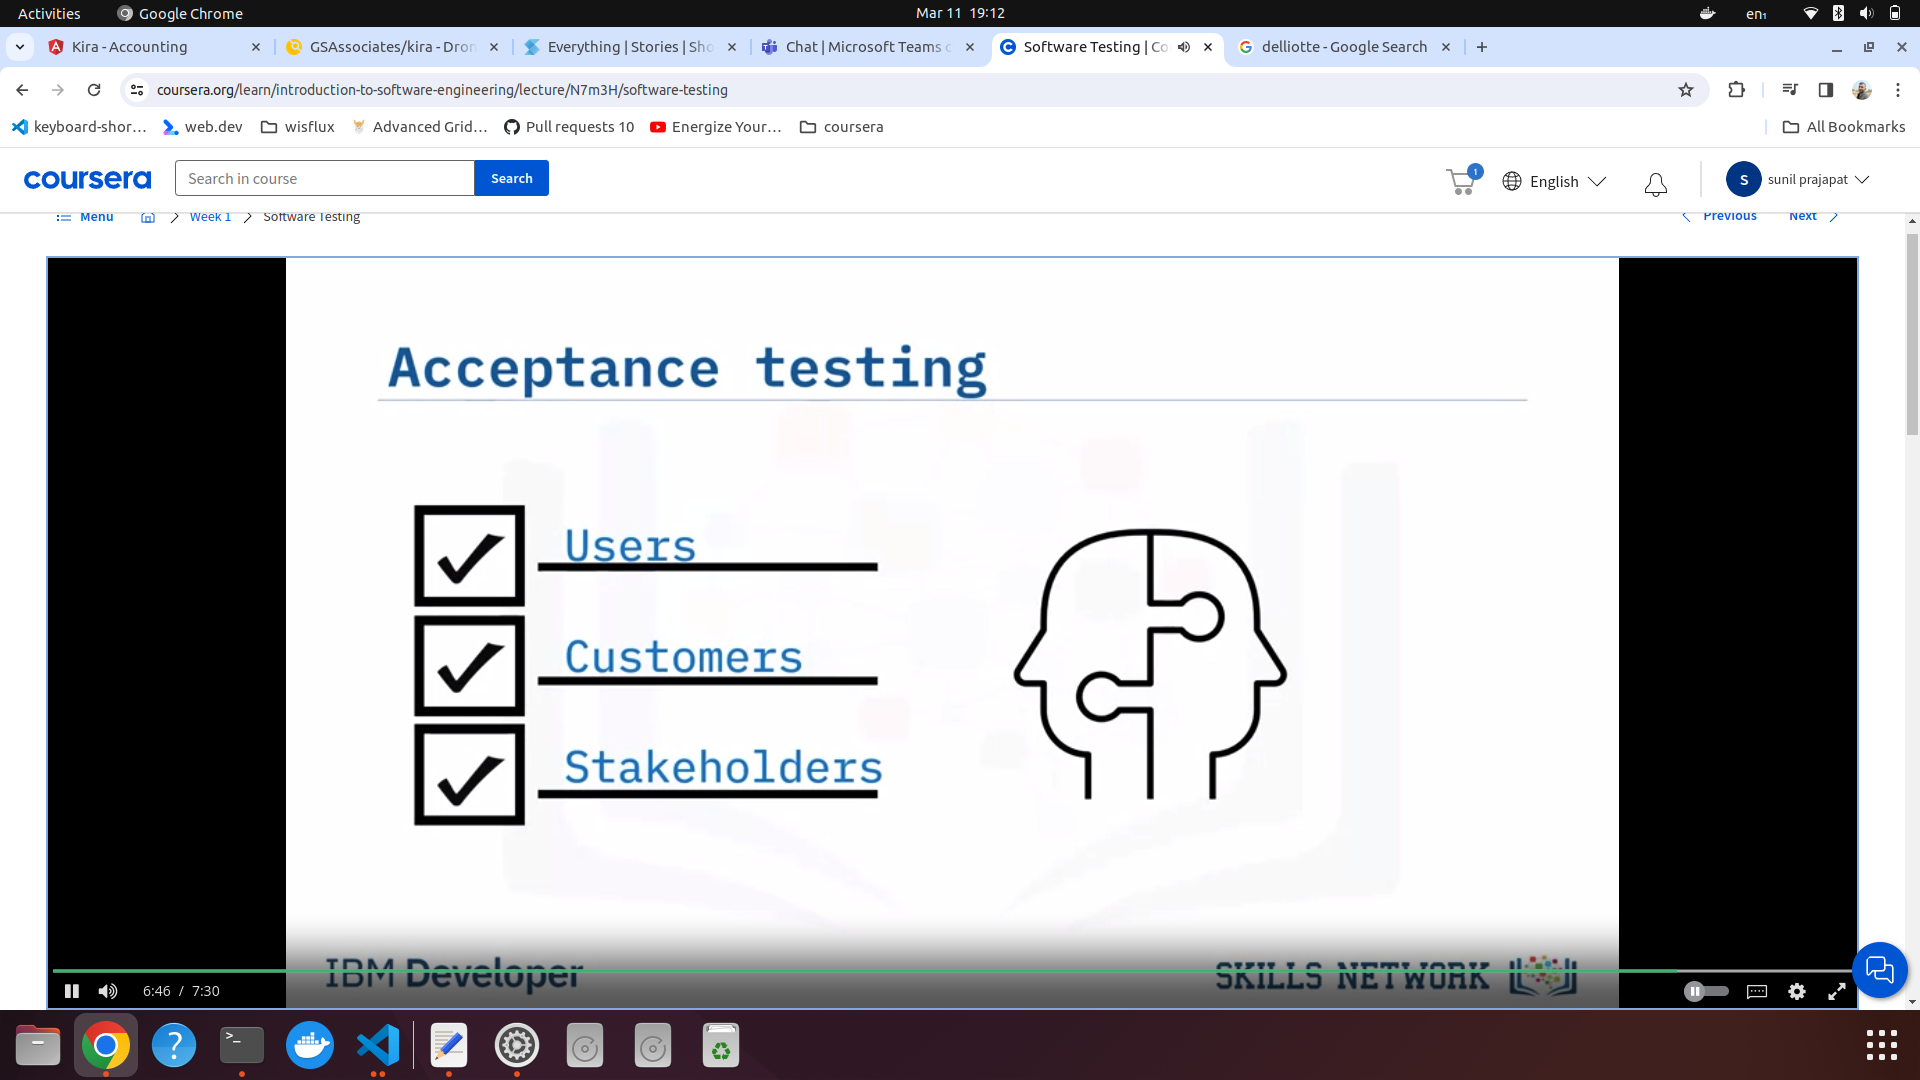 Activities
Google Chrome
Mar 11 19:12
en₁
Kira - Accounting
GSAssociates/kira - Dron
Everything | Stories | Sho
Chat | Microsoft Teams c
Software Testing | Co
delliotte - Google Search
coursera.org/learn/introduction-to-software-engineering/lecture/N7m3H/software-testing
keyboard-shor...
web.dev
wisflux
Advanced Grid...
Pull requests 10
Energize Your...
coursera
All Bookmarks
coursera
Search in course
Search
1
English
S
sunil prajapat
Menu
Week 1
Software Testing
Previous
Next
Acceptance testing
Users
Customers
Stakeholders
IBM Developer
SKILLS NETWORK
6:46 / 7:30